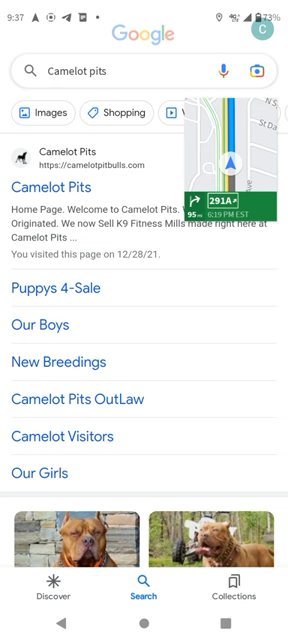 9:37
73%
Google
C
Camelot pits
Images
Shopping
Camelot Pits
https://camelotpitbulls.com
Camelot Pits
Home Page. Welcome to Camelot Pits.
Originated. We now Sell K9 Fitness Mills made right here at
Camelot Pits ...
You visited this page on 12/28/21.
N S
St Da
Ave
291A
95 mi 6:19 PM EST
Puppys 4-Sale
Our Boys
New Breedings
Camelot Pits OutLaw
Camelot Visitors
Our Girls
Discover
Search
Collections